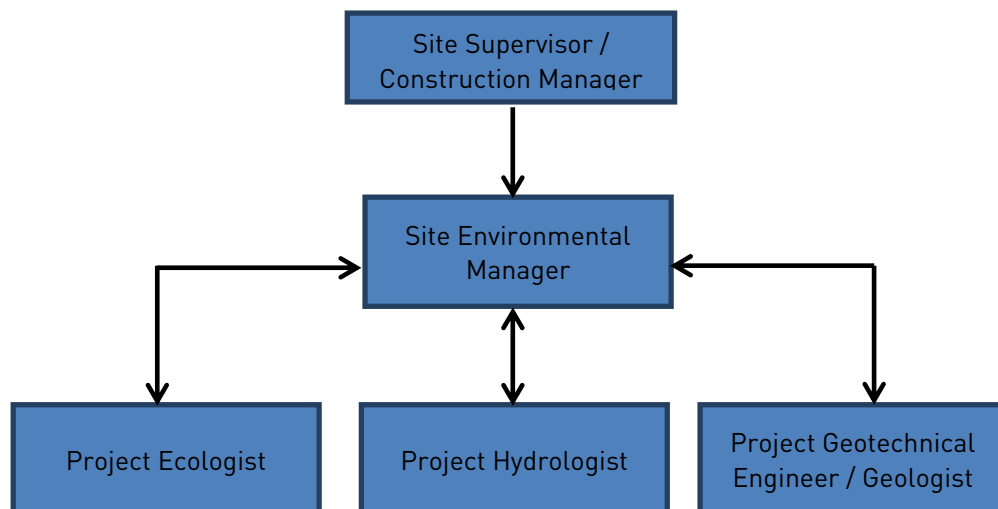 Site Supervisor /
Construction Manager
Site Environmental
Manager
Project Ecologist
Project Hydrologist
Project Geotechnical
Engineer / Geologist